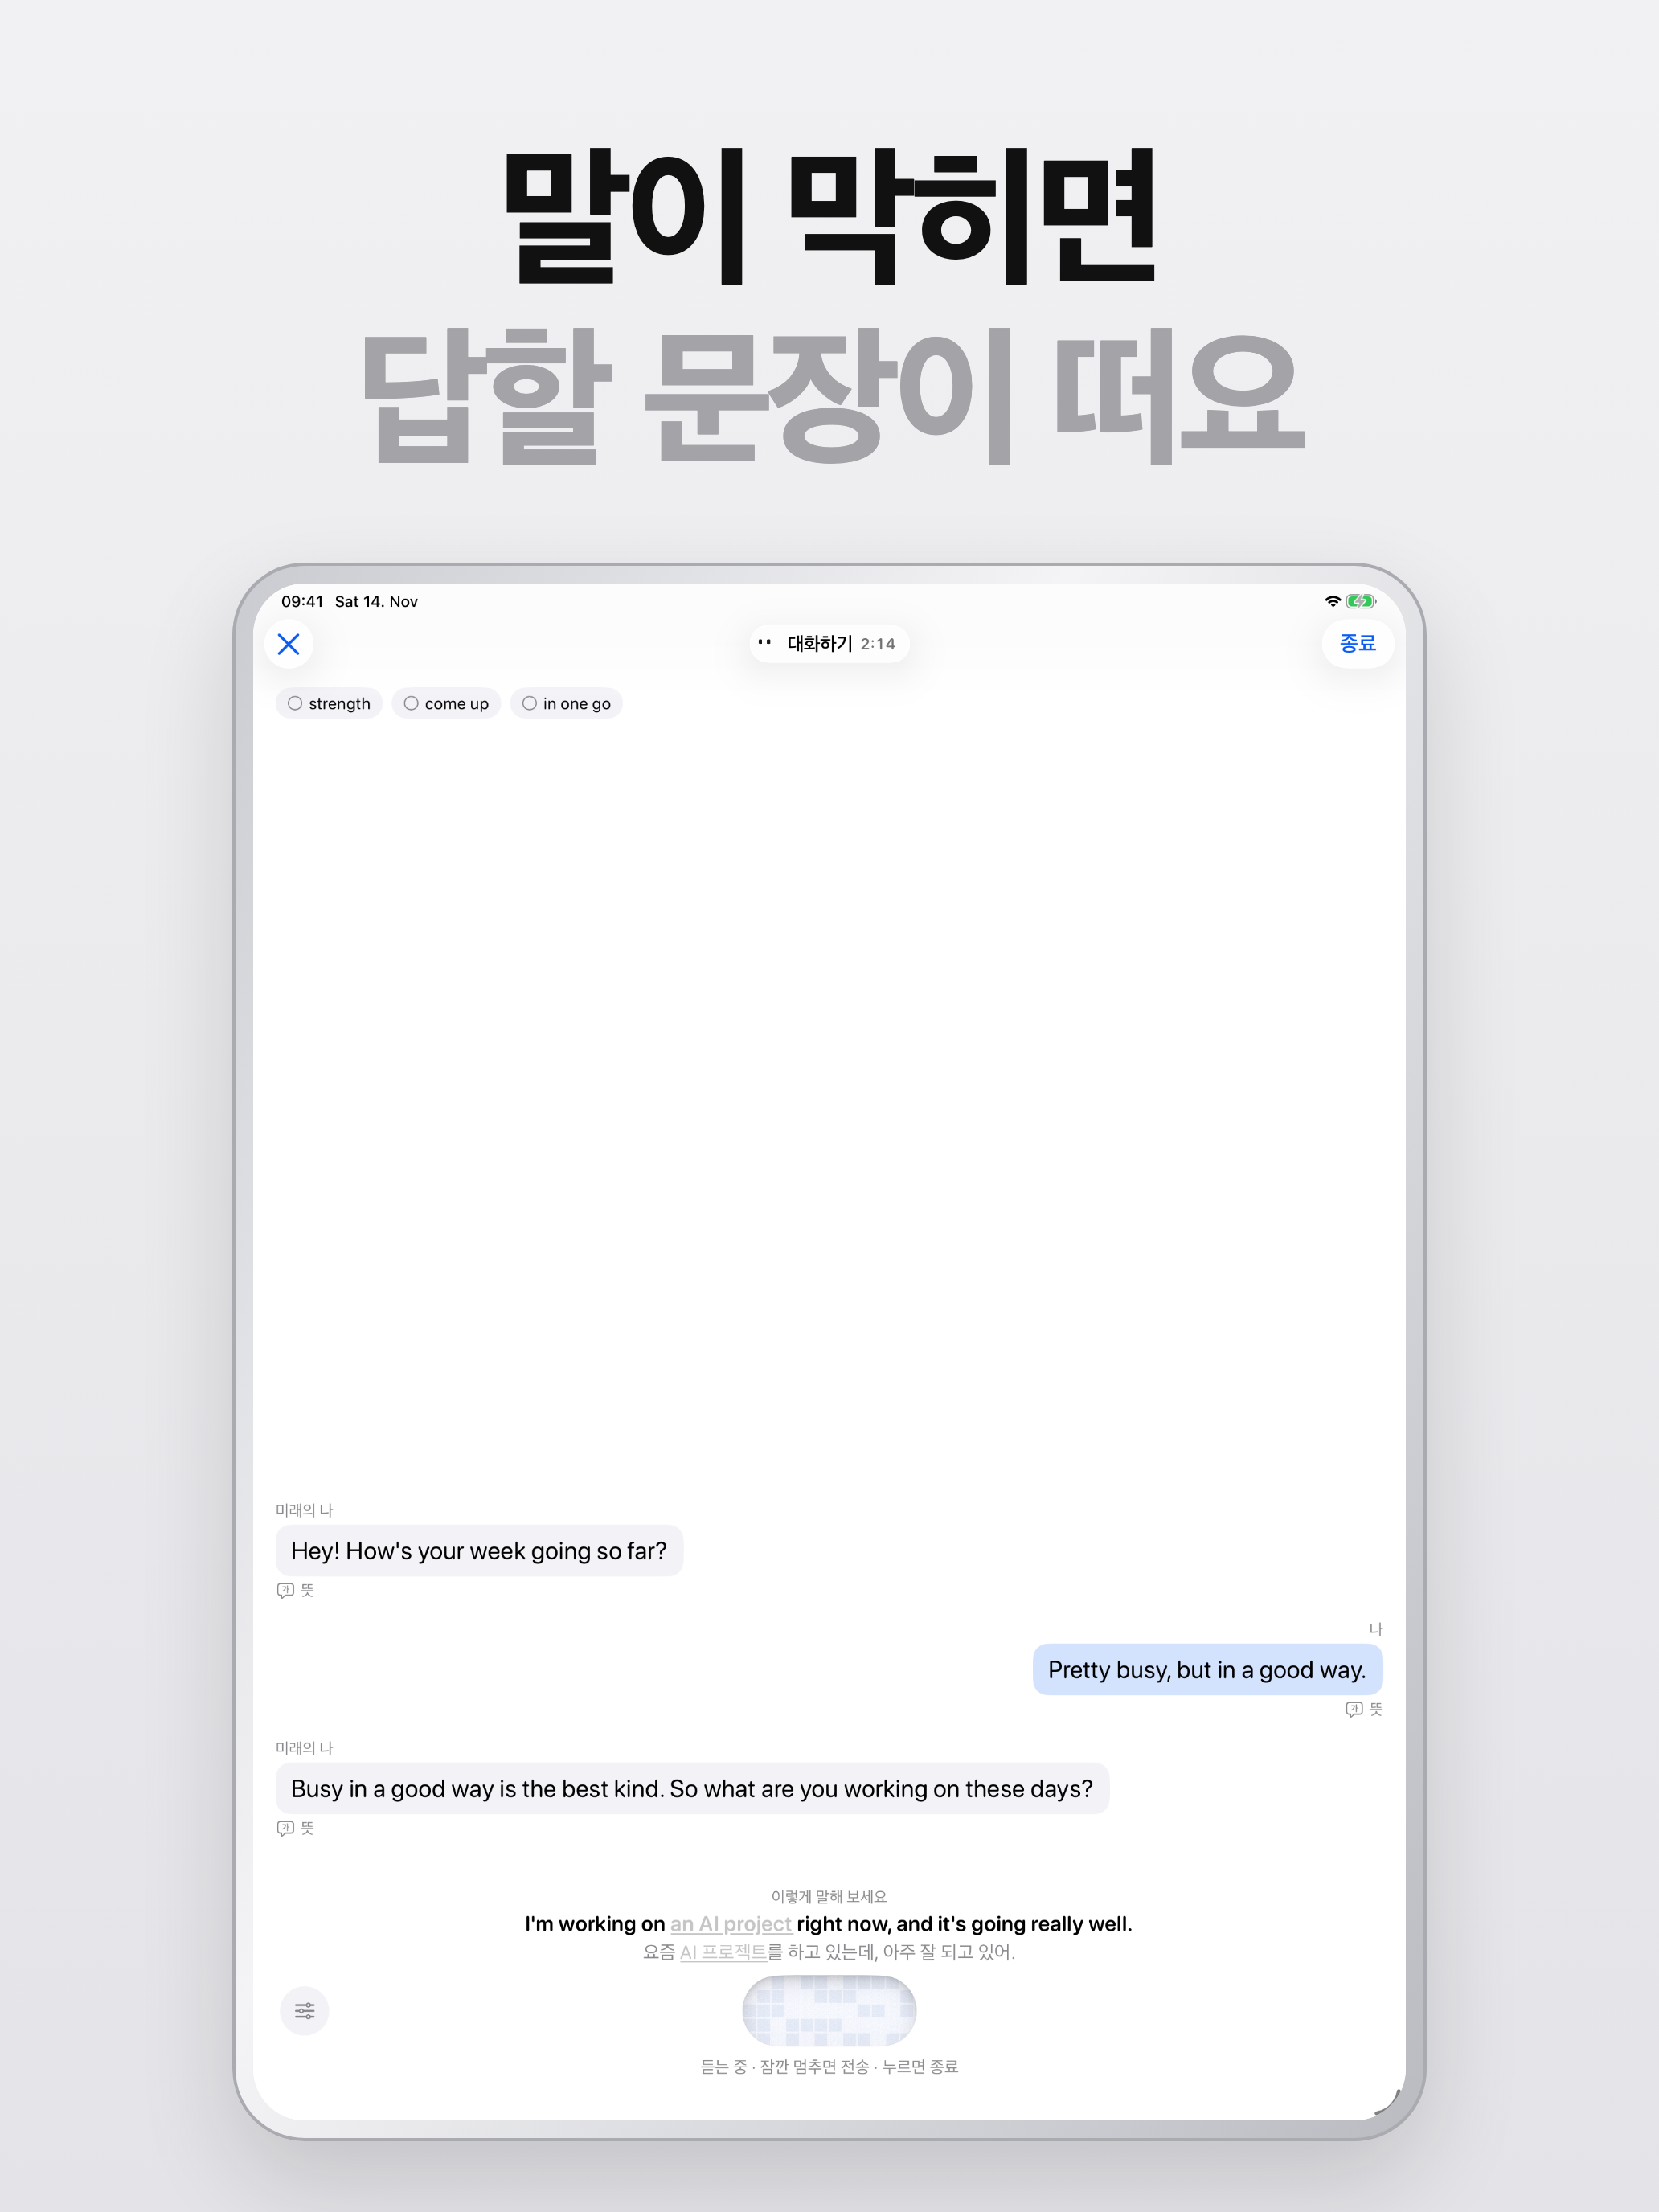 말이 막히면
답할 문장이 떠요
09:41 Sat 14. Nov
대화하기 2:14
종료
strength
come up
in one go
미래의 나
Hey! How's your week going so far?
가 뜻
나
Pretty busy, but in a good way.
가 뜻
미래의 나
Busy in a good way is the best kind. So what are you working on these days?
가 뜻
이렇게 말해 보세요
I'm working on an AI project right now, and it's going really well.
요즘 AI 프로젝트를 하고 있는데, 아주 잘 되고 있어.
듣는 중 · 잠깐 멈추면 전송 · 누르면 종료